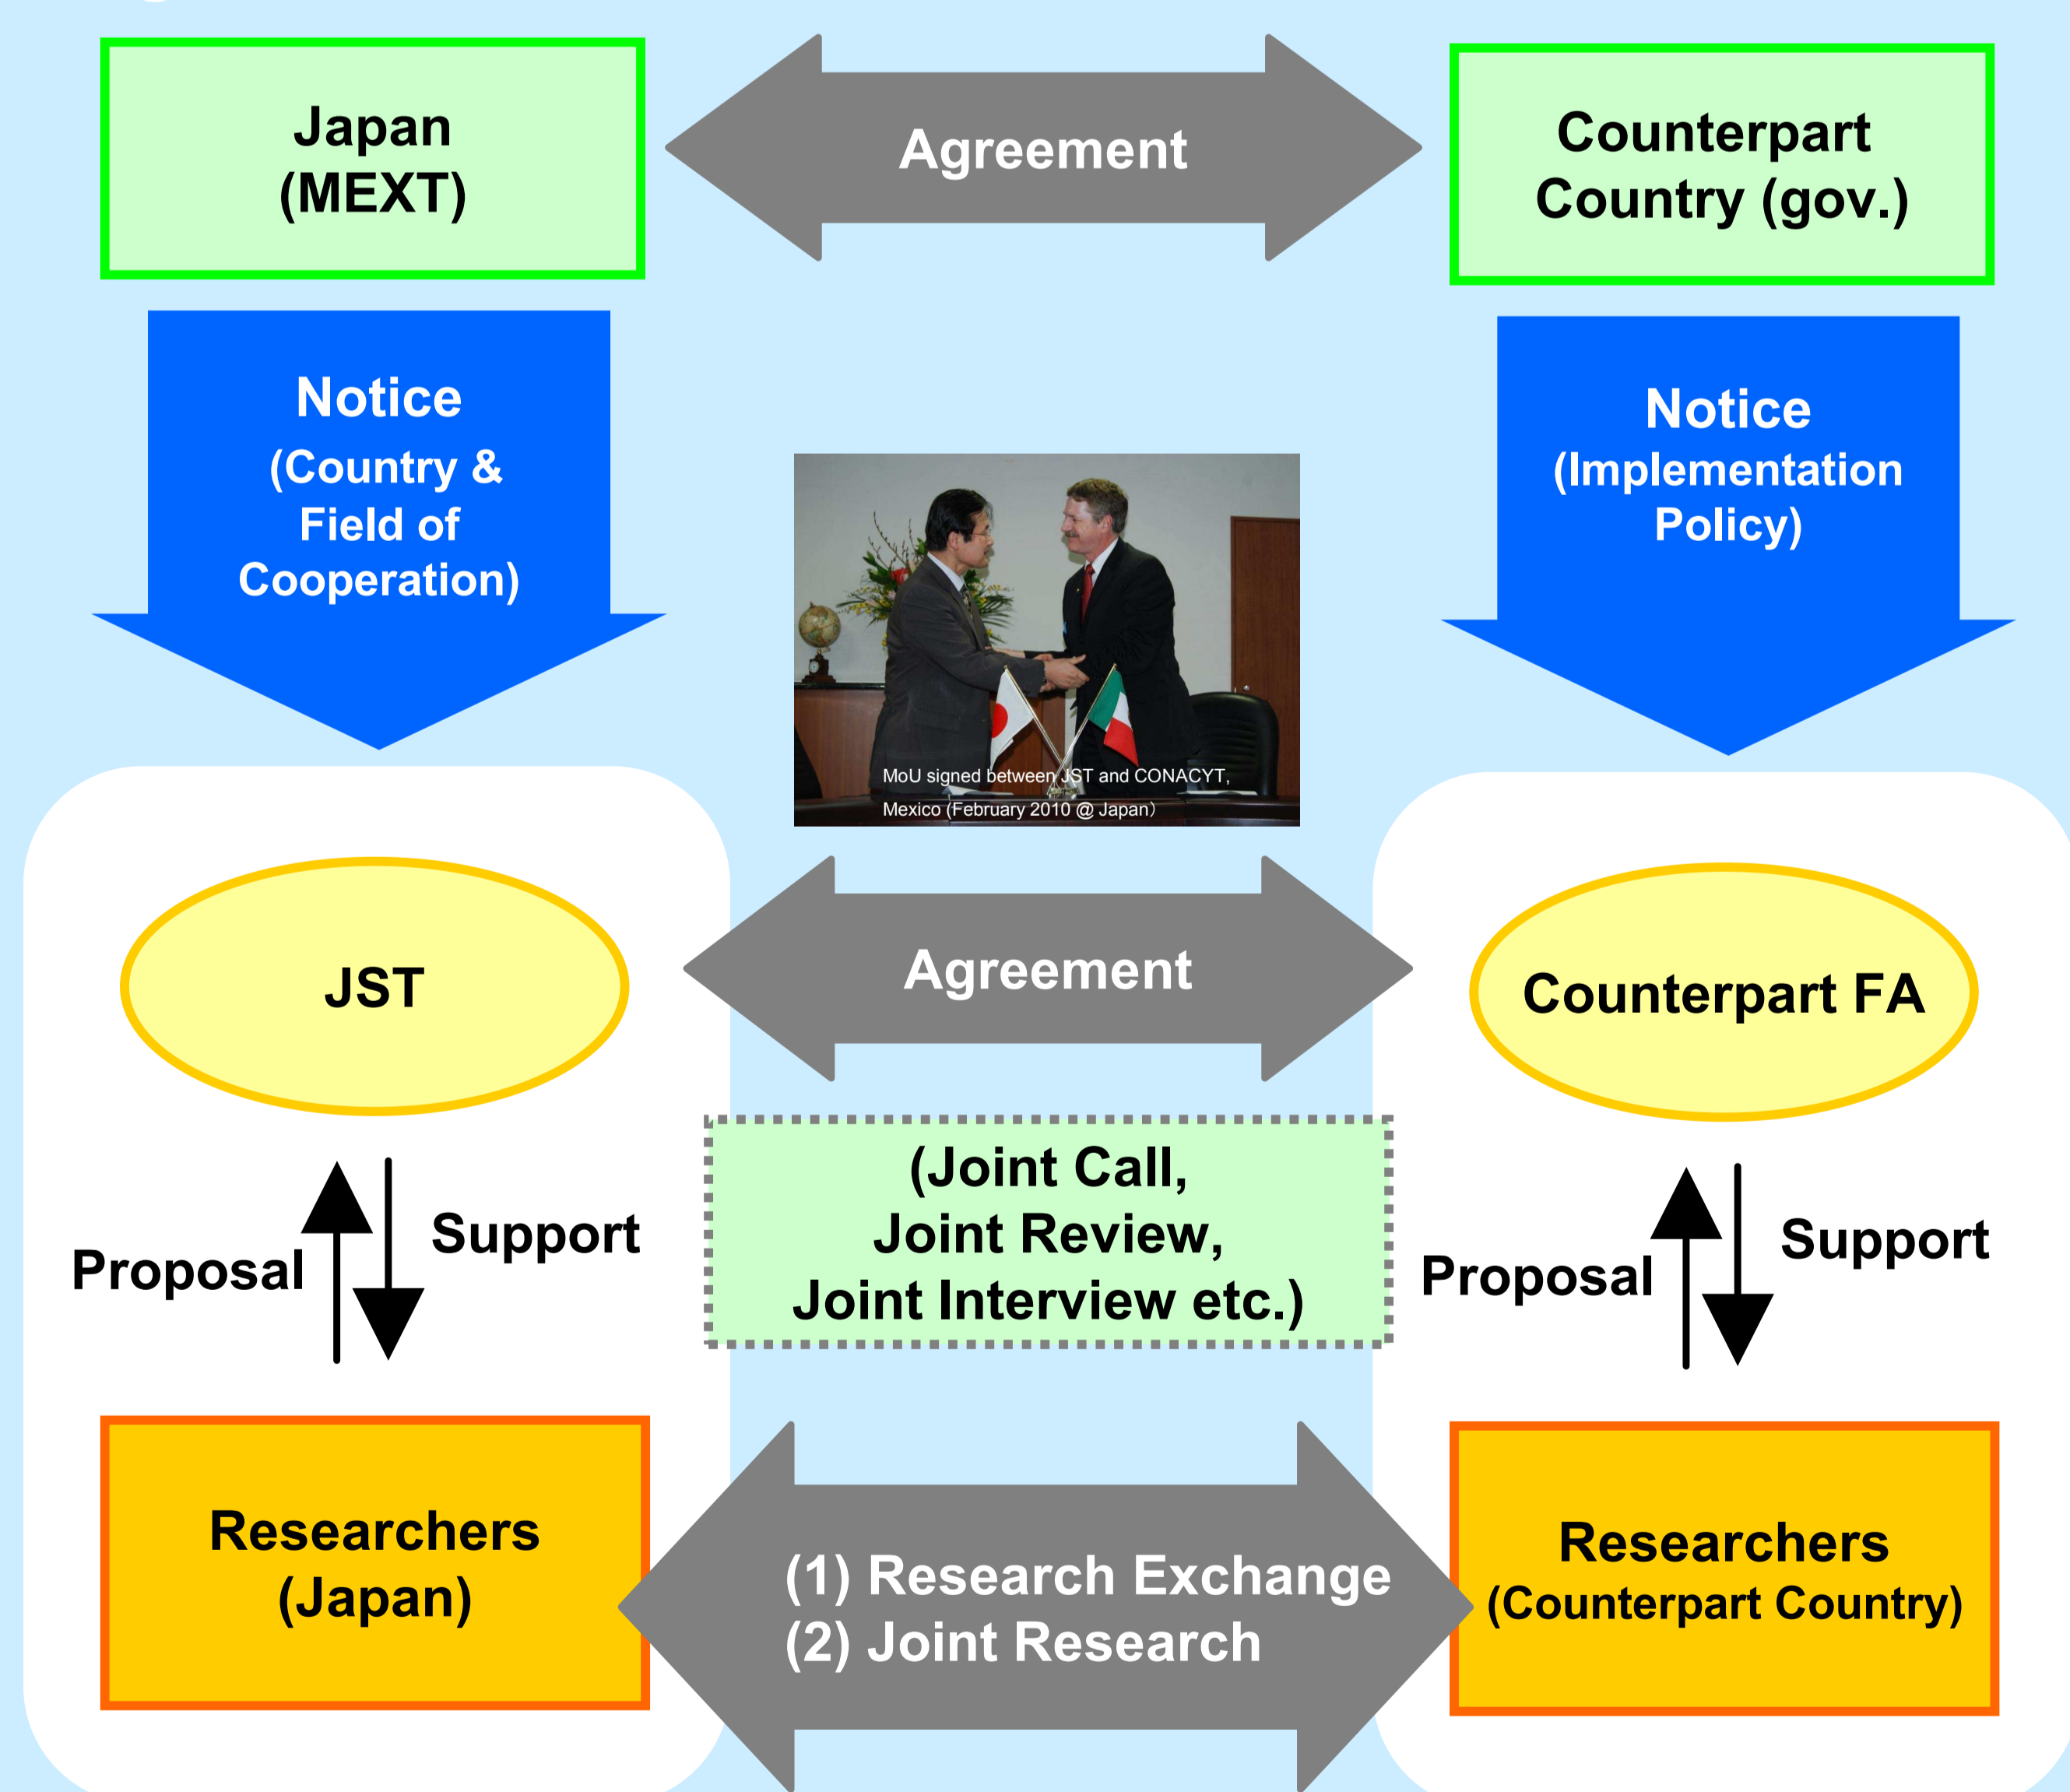 Japan
(MEXT)
Agreement
Counterpart
Country (gov.)
Notice
(Country &
Field of
Cooperation)
Notice
(Implementation
Policy)
MoU signed between JST and CONACYT,
Mexico (February 2010 @ Japan)
JST
Agreement
Counterpart FA
Proposal
Support
(Joint Call,
Joint Review,
Joint Interview etc.)
Proposal
Support
Researchers
(Japan)
(1) Research Exchange
(2) Joint Research
Researchers
(Counterpart Country)